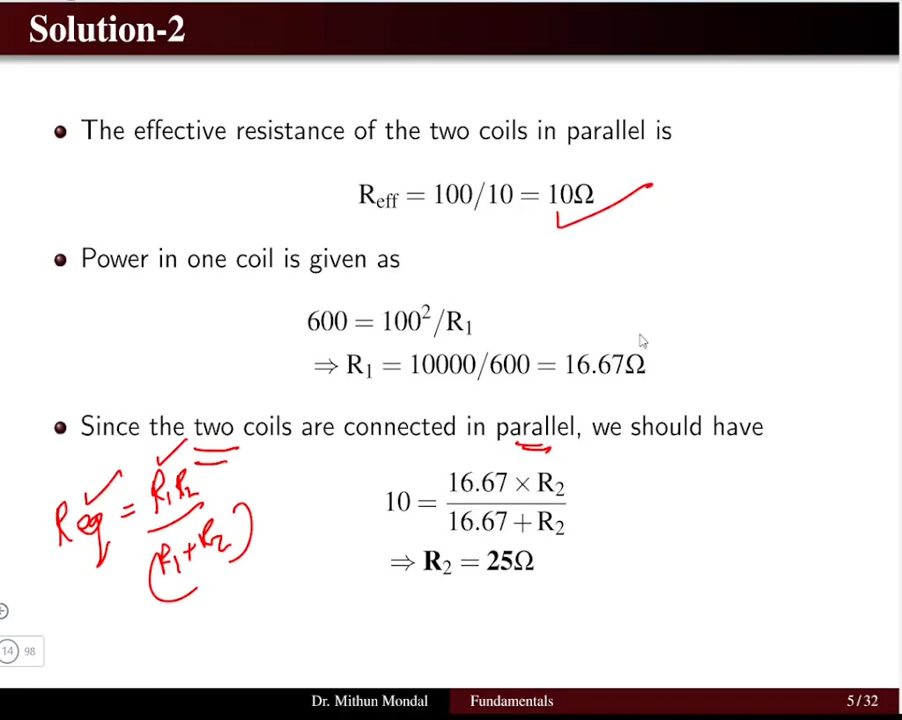 Solution-2
• The effective resistance of the two coils in parallel is
R_eff = 100/10 = 10Ω
• Power in one coil is given as
600 = 100²/R₁
⇒ R₁ = 10000/600 = 16.67Ω
• Since the two coils are connected in parallel, we should have
Req = R₁R₂ / (R₁+R₂)
10 = 16.67 × R₂ / 16.67 + R₂
⇒ R₂ = 25Ω
14 98
Dr. Mithun Mondal Fundamentals 5 / 32